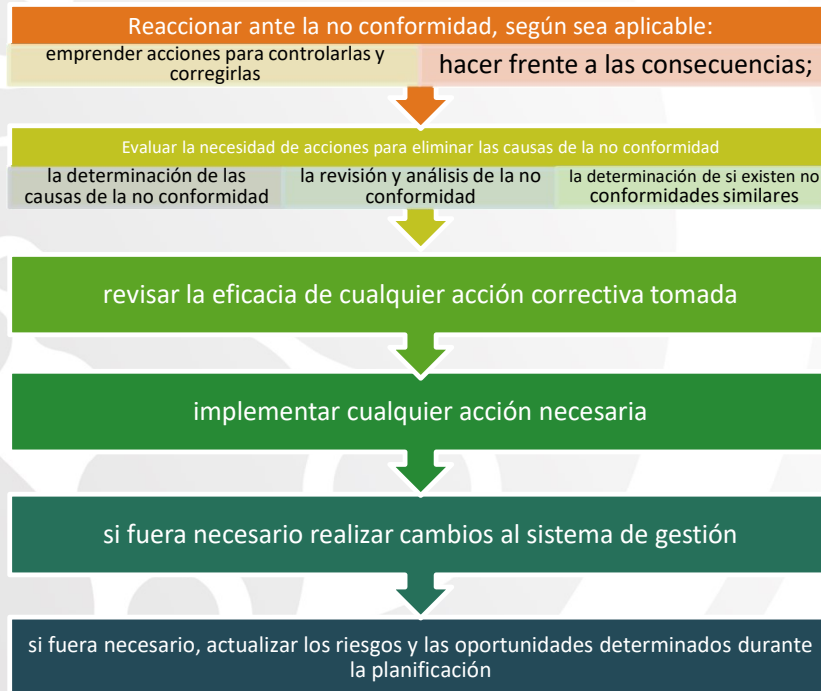 Reaccionar ante la no conformidad, según sea aplicable:
emprender acciones para controlarlas y
corregirlas
hacer frente a las consecuencias;
Evaluar la necesidad de acciones para eliminar las causas de la no conformidad
la determinación de las
causas de la no conformidad
la revisión y análisis de la no
conformidad
la determinación de si existen no
conformidades similares
revisar la eficacia de cualquier acción correctiva tomada
implementar cualquier acción necesaria
si fuera necesario realizar cambios al sistema de gestión
si fuera necesario, actualizar los riesgos y las oportunidades determinados durante
la planificación